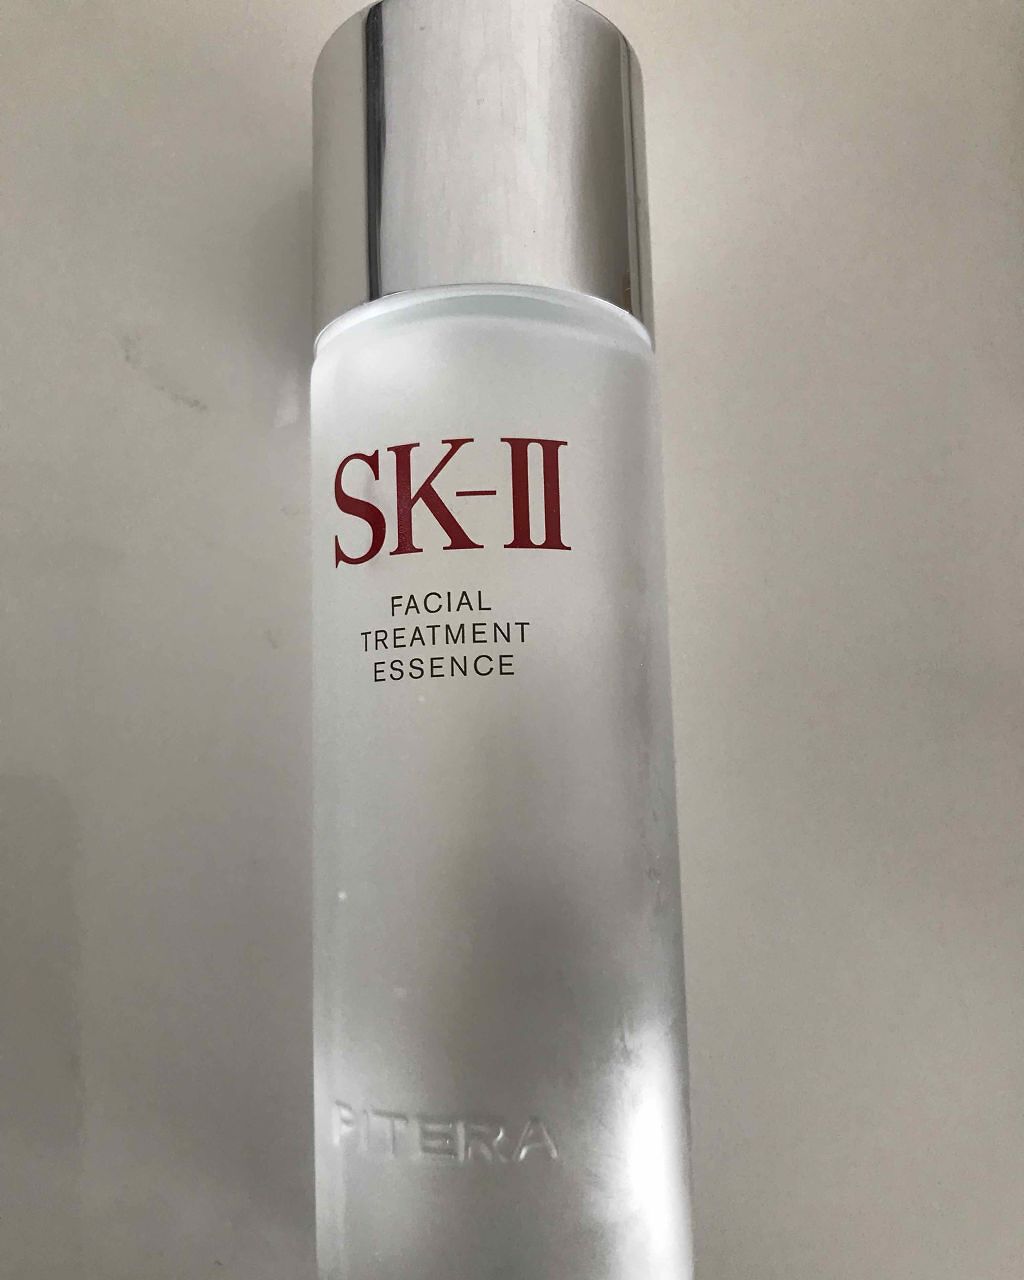 SK-II
FACIAL
TREATMENT
ESSENCE
PITERA